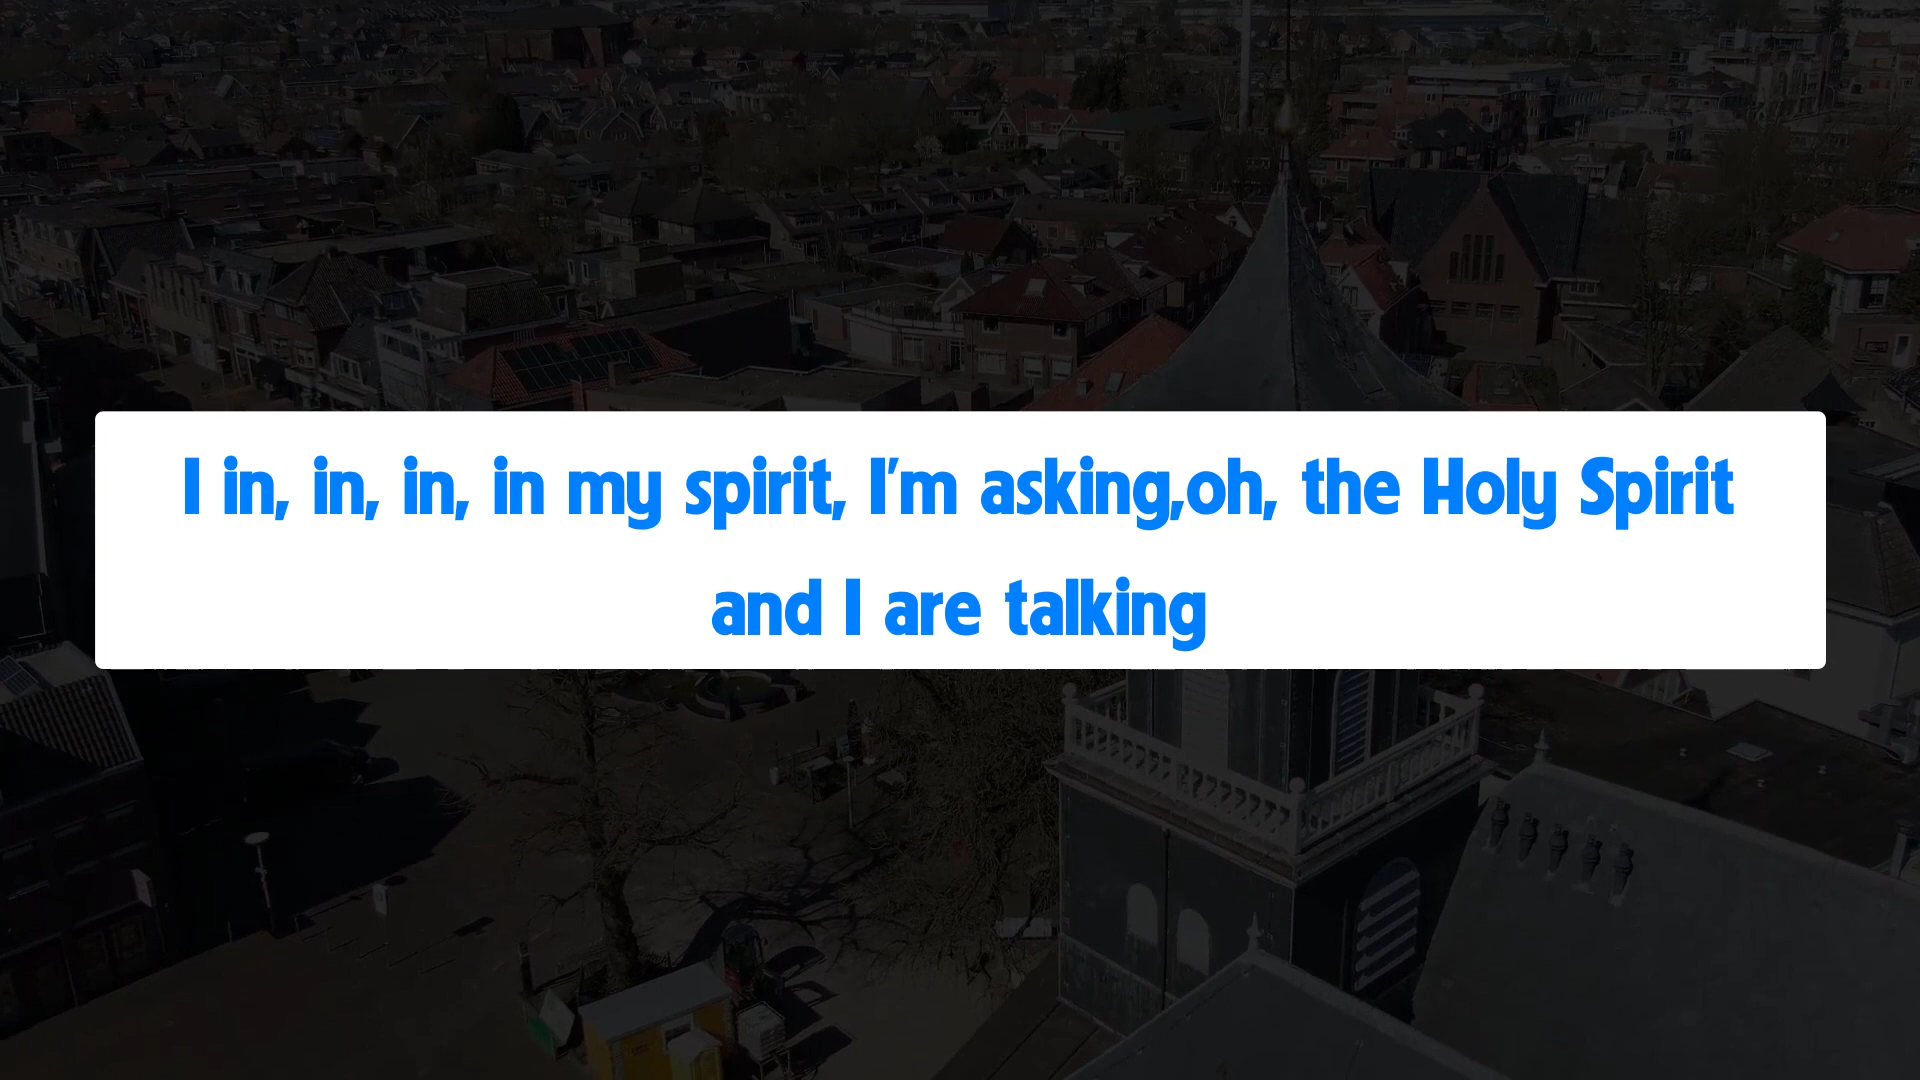 I in, in, in, in my spirit, I'm asking,oh, the Holy Spirit
and I are talking